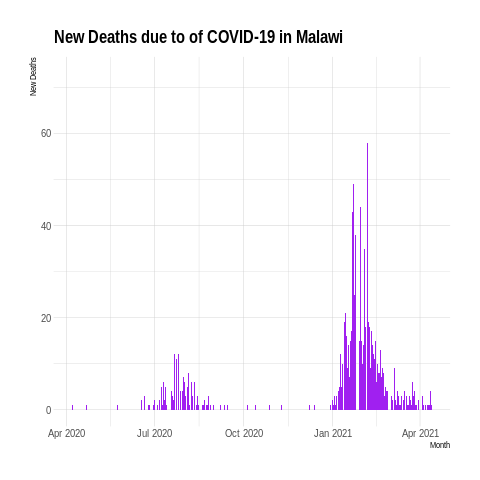 New Deaths due to of COVID-19 in Malawi
New Deaths
60
40
20
0
Apr 2020 Jul 2020 Oct 2020 Jan 2021 Apr 2021
Month